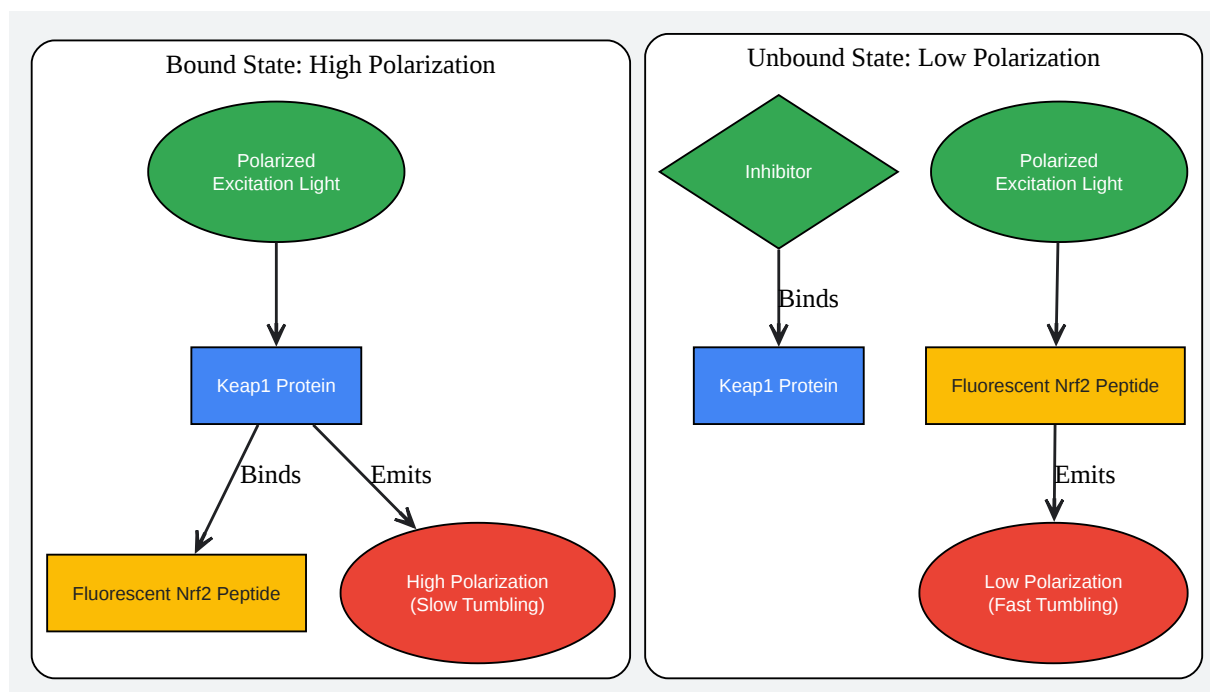 Bound State: High Polarization
Polarized
Excitation Light
Keap1 Protein
Binds
Emits
Fluorescent Nrf2 Peptide
High Polarization
(Slow Tumbling)
Unbound State: Low Polarization
Inhibitor
Polarized
Excitation Light
Binds
Keap1 Protein
Fluorescent Nrf2 Peptide
Emits
Low Polarization
(Fast Tumbling)